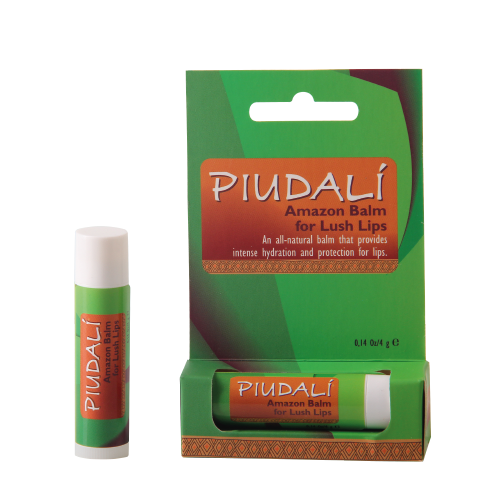 PIUDALÍ
Amazon Balm
for Lush Lips
An all-natural balm that provides
intense hydration and protection for lips.
0.14 Oz/4 g ℮
PIUDALÍ
Amazon Balm
for Lush Lips
PIUDALÍ
Amazon Balm
for Lush Lips